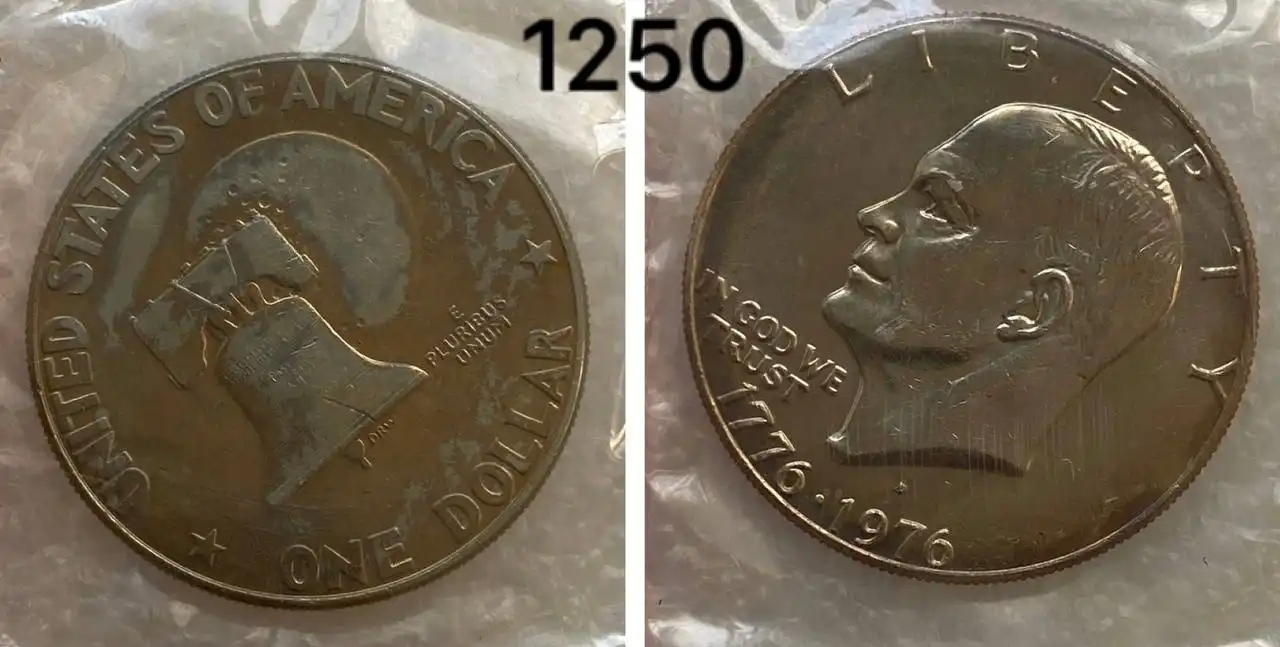 1250
UNITED STATES OF AMERICA
E
PLURIBUS
UNUM
ONE DOLLAR
LIBERTY
IN GOD WE
TRUST
1776·1976